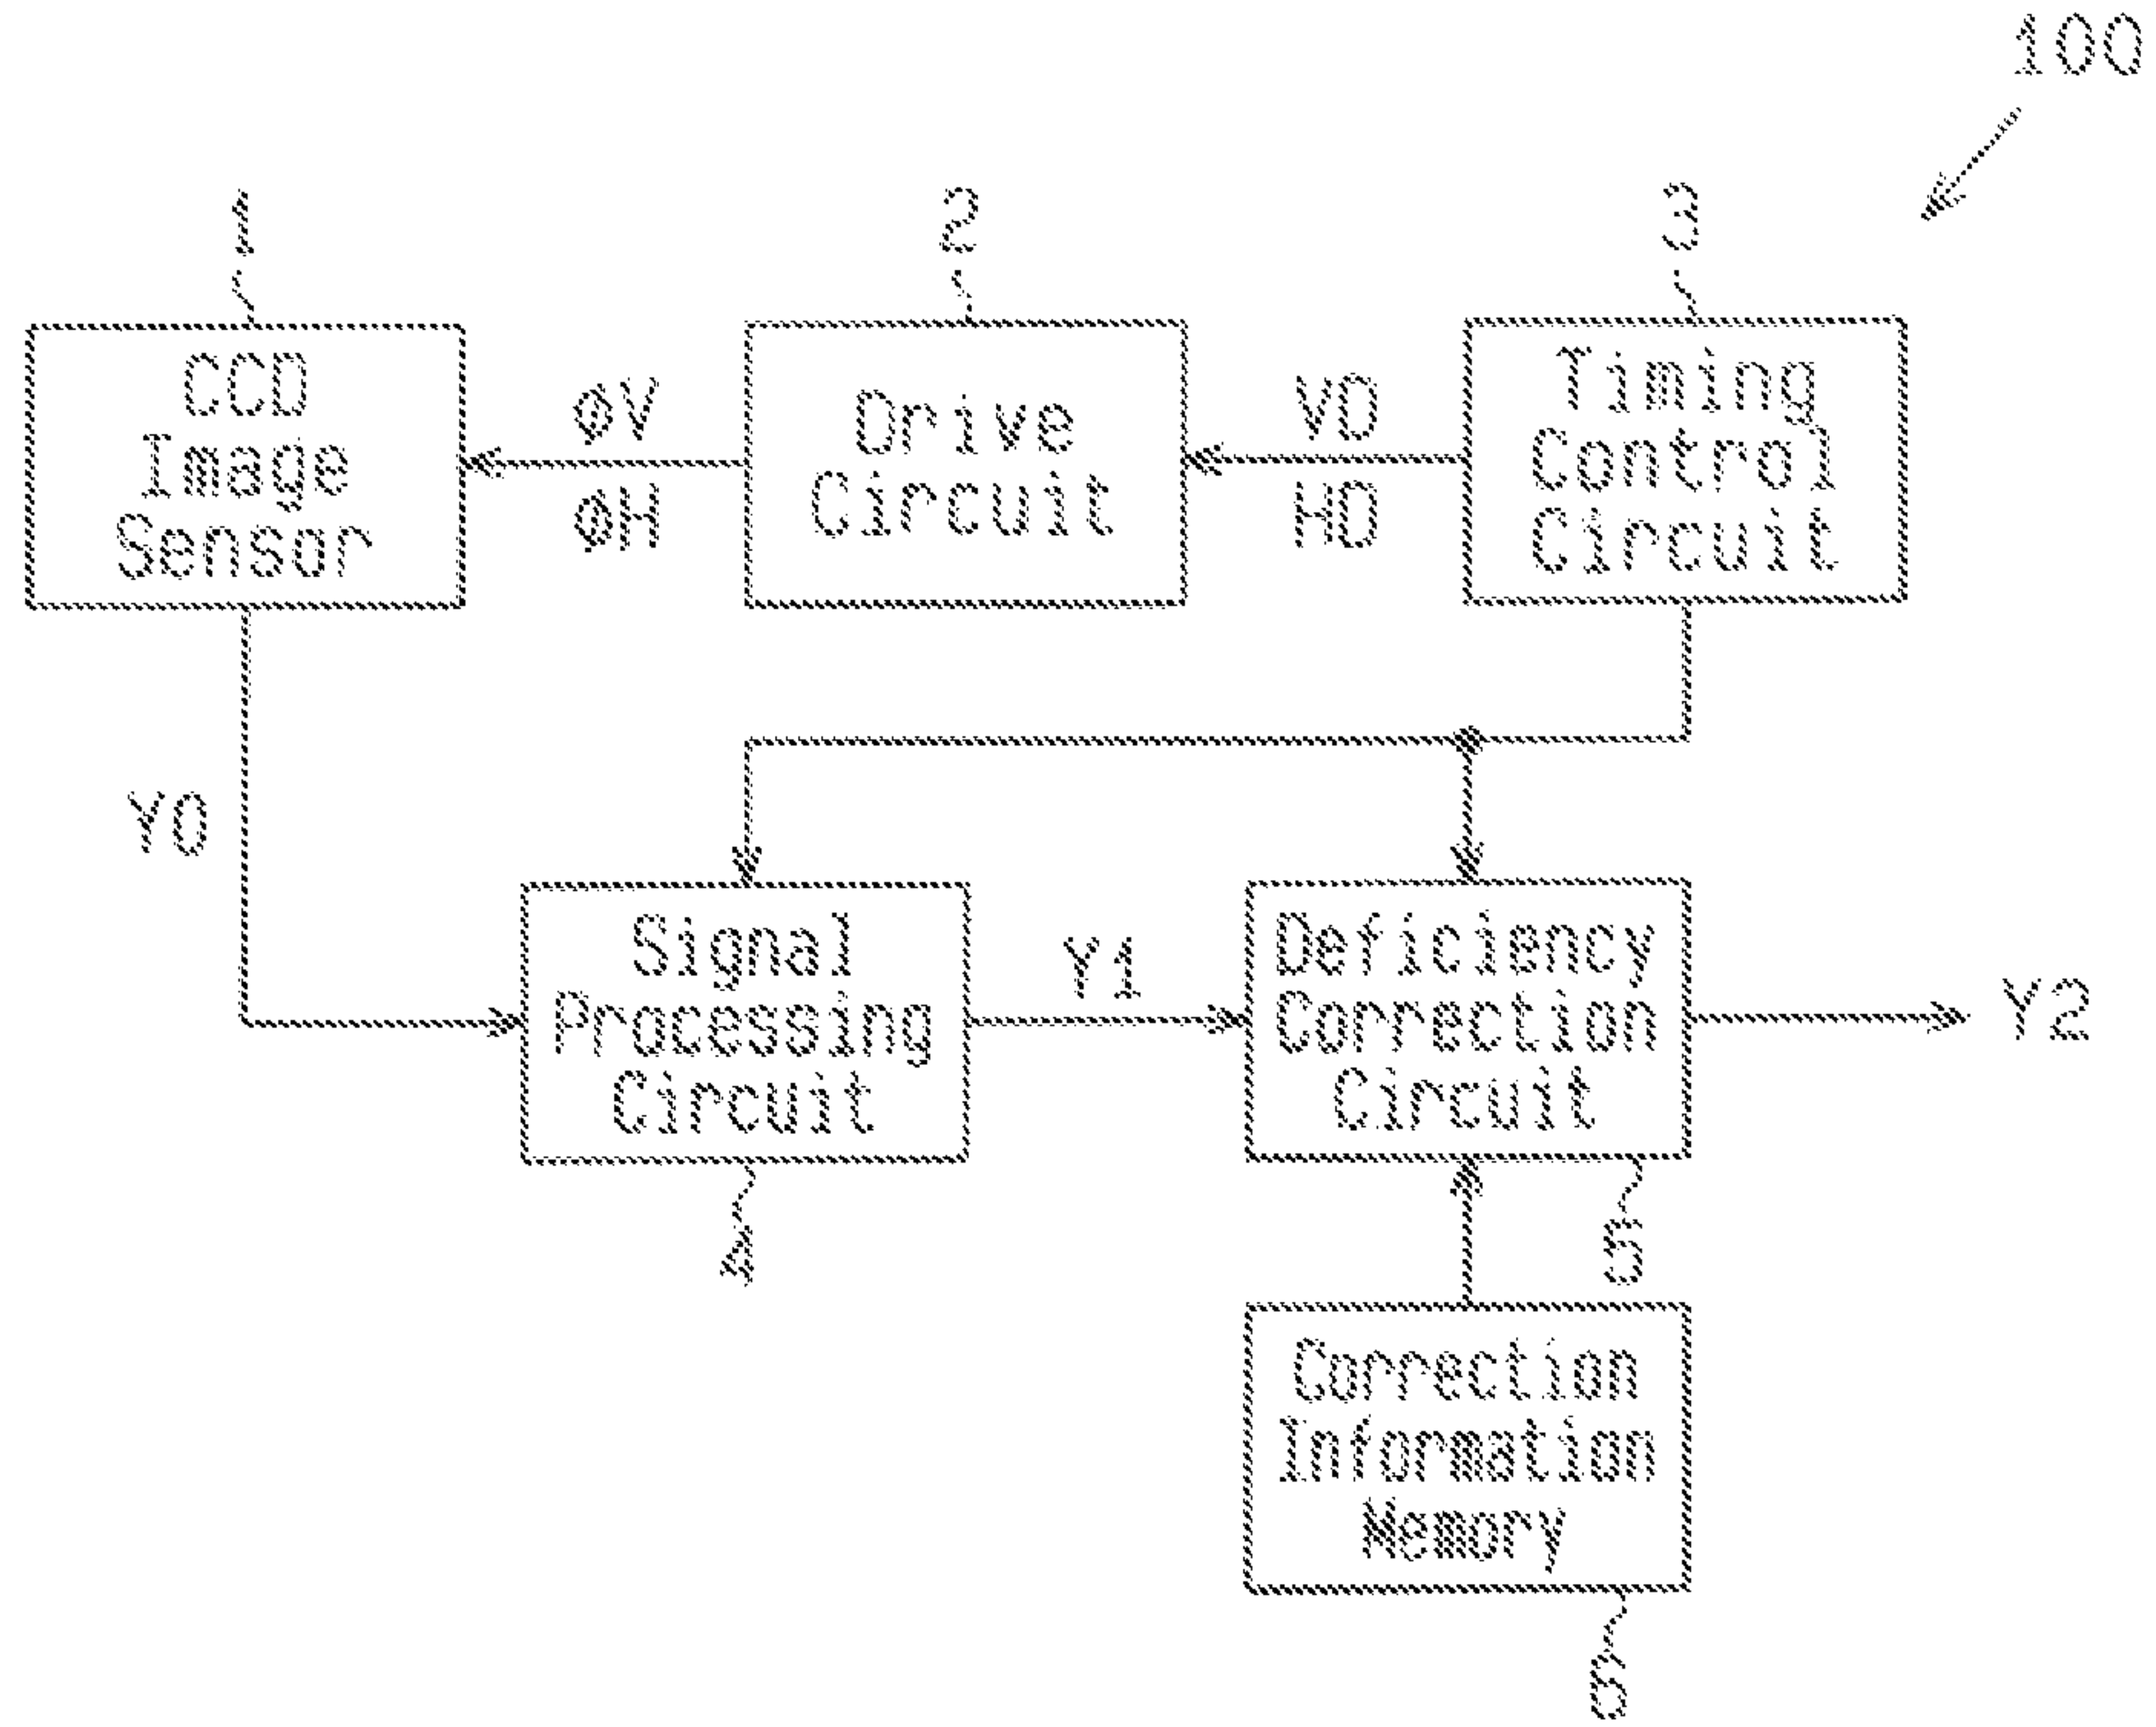 100
1
2
3
CCD
Image
Sensor
ΦV
ΦH
Drive
Circuit
VD
HD
Timing
Control
Circuit
Y0
Signal
Processing
Circuit
Y1
Deficiency
Correction
Circuit
Y2
4
5
Correction
Information
Memory
6